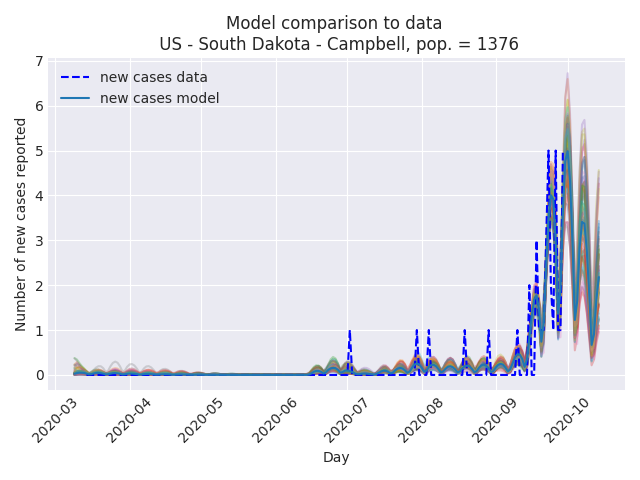 Model comparison to data
US - South Dakota - Campbell, pop. = 1376
new cases data
new cases model
Number of new cases reported
7
6
5
4
3
2
1
0
2020-03
2020-04
2020-05
2020-06
2020-07
2020-08
2020-09
2020-10
Day